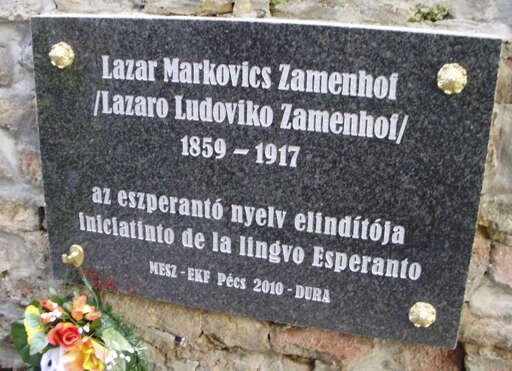 Lazar Markovics Zamenhof
/Lazaro Ludoviko Zamenhof/
1859 – 1917
az eszperantó nyelv elindítója
iniciatinto de la lingvo Esperanto
MESZ - EKF Pécs 2010 - DURA